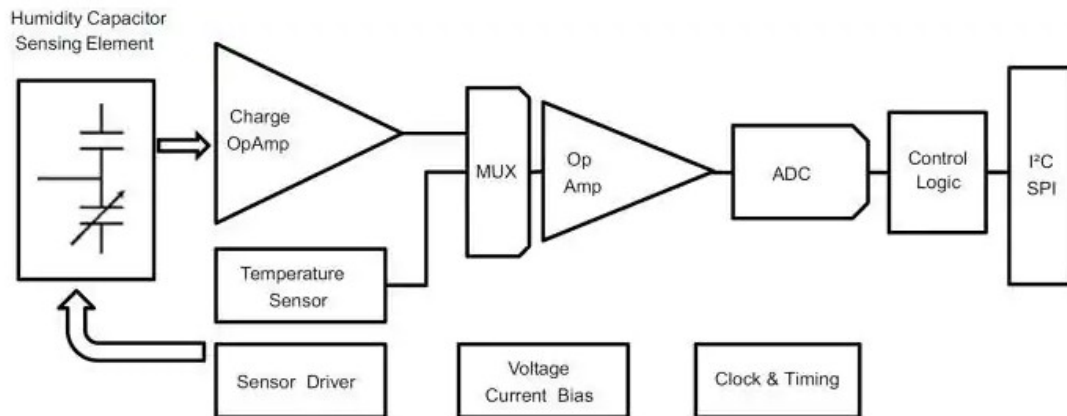 Humidity Capacitor
Sensing Element
Charge
OpAmp
MUX
Op
Amp
ADC
Control
Logic
I²C
SPI
Temperature
Sensor
Sensor Driver
Voltage
Current Bias
Clock & Timing